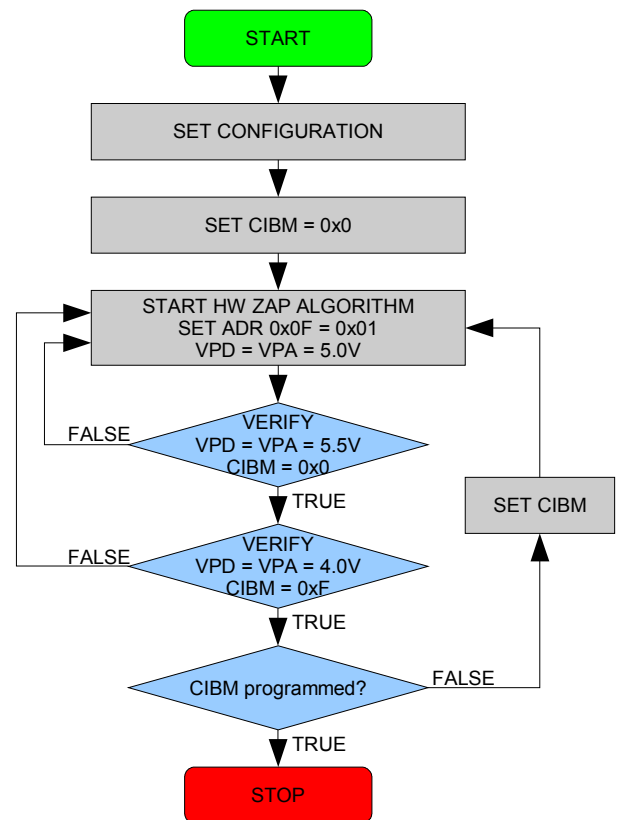 START
SET CONFIGURATION
SET CIBM = 0x0
START HW ZAP ALGORITHM
SET ADR 0x0F = 0x01
VPD = VPA = 5.0V
FALSE
VERIFY
VPD = VPA = 5.5V
CIBM = 0x0
TRUE
SET CIBM
FALSE
VERIFY
VPD = VPA = 4.0V
CIBM = 0xF
TRUE
CIBM programmed?
FALSE
TRUE
STOP